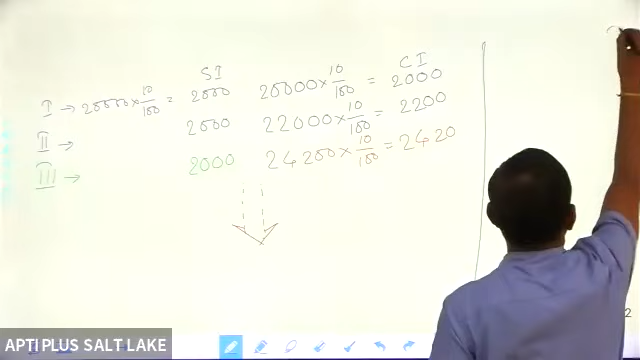 SI CI
I → 20000 × 10/100 = 2000 20000 × 10/100 = 2000
II → 2000 22000 × 10/100 = 2200
III → 2000 24200 × 10/100 = 2420
2
APTI PLUS SALT LAKE